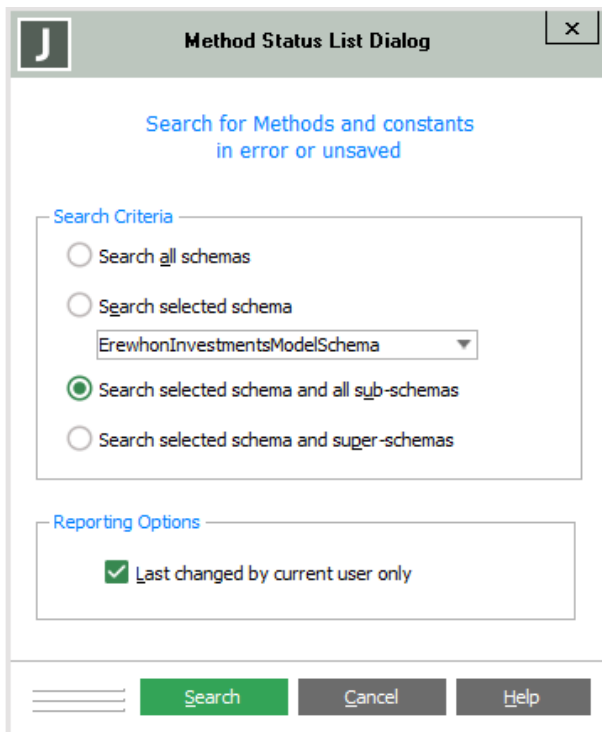 J
Method Status List Dialog
Search for Methods and constants
in error or unsaved
Search Criteria
Search all schemas
Search selected schema
ErewhonInvestmentsModelSchema
Search selected schema and all sub-schemas
Search selected schema and super-schemas
Reporting Options
Last changed by current user only
Search Cancel Help